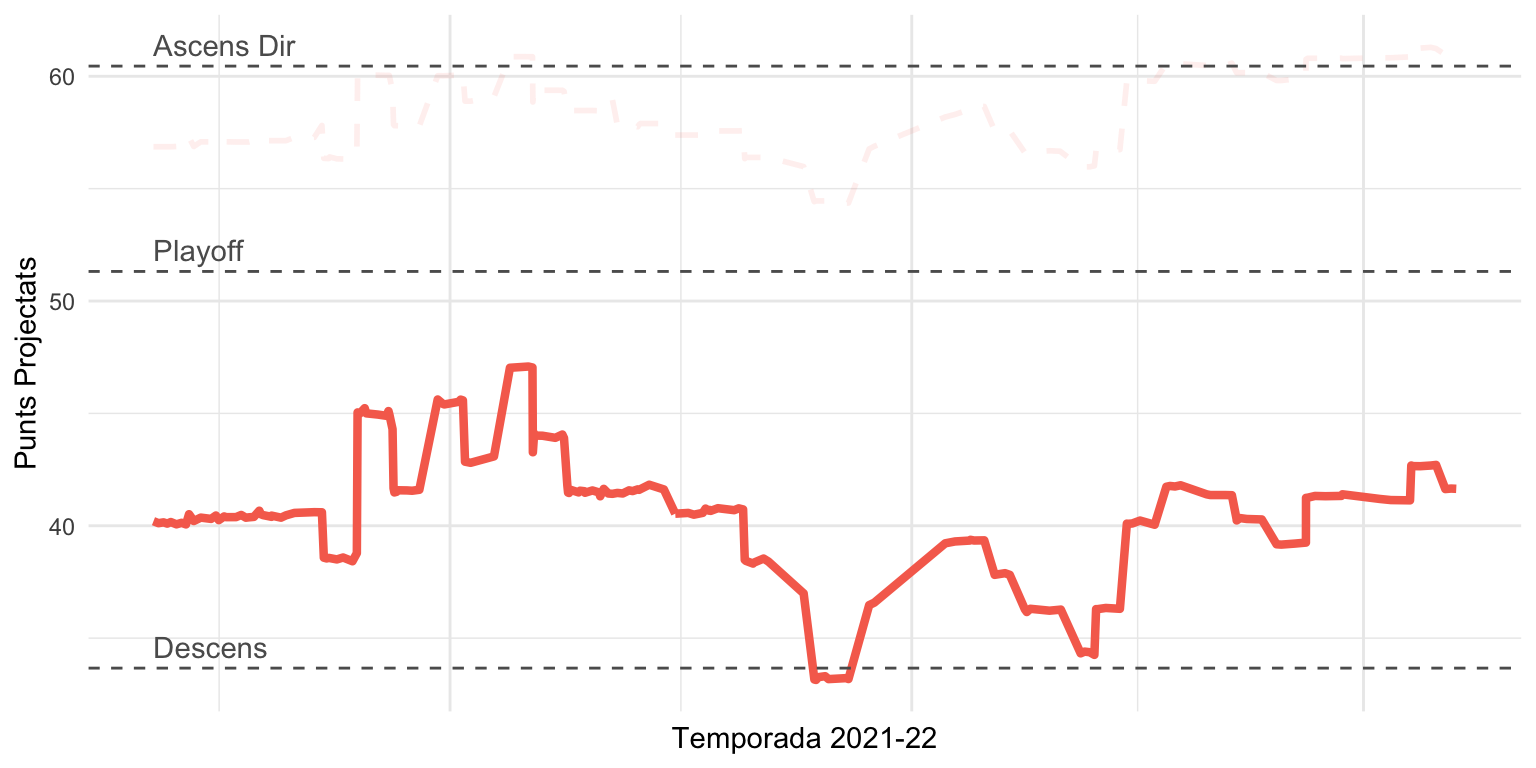 Ascens Dir
60
Playoff
50
Punts Projectats
40
Descens
Temporada 2021-22